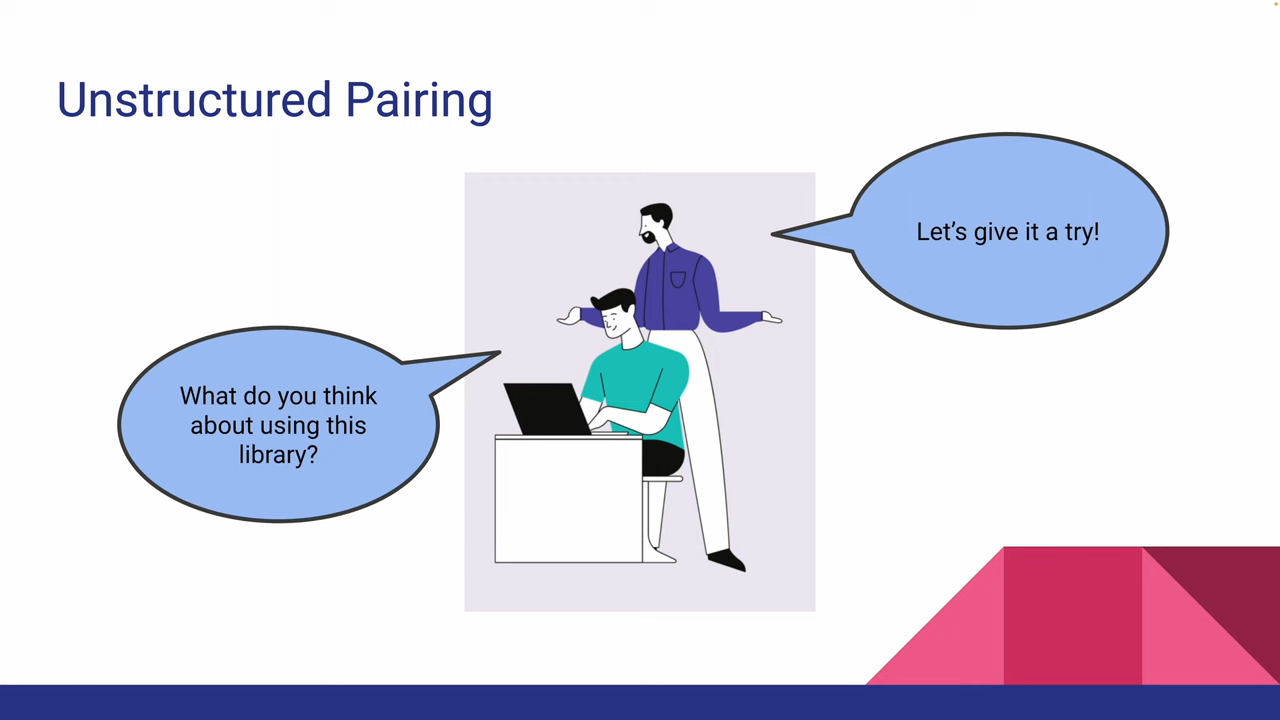 Unstructured Pairing
Let's give it a try!
What do you think
about using this
library?